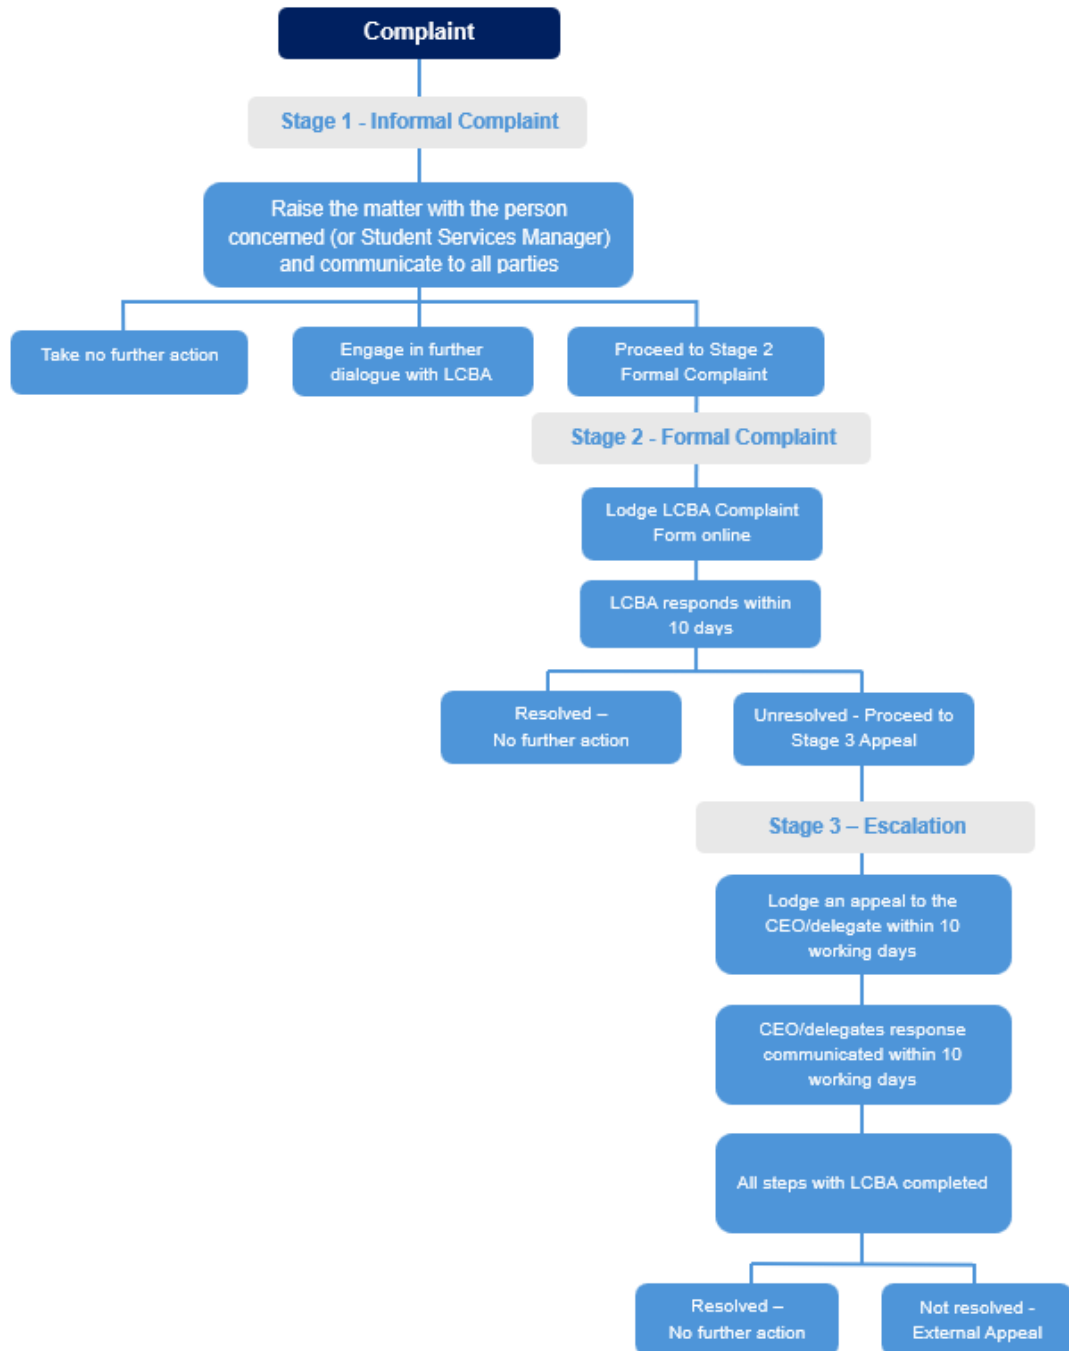 Complaint
Stage 1 - Informal Complaint
Raise the matter with the person
concerned (or Student Services Manager)
and communicate to all parties
Take no further action
Engage in further
dialogue with LCBA
Proceed to Stage 2
Formal Complaint
Stage 2 - Formal Complaint
Lodge LCBA Complaint
Form online
LCBA responds within
10 days
Resolved –
No further action
Unresolved - Proceed to
Stage 3 Appeal
Stage 3 – Escalation
Lodge an appeal to the
CEO/delegate within 10
working days
CEO/delegates response
communicated within 10
working days
All steps with LCBA completed
Resolved –
No further action
Not resolved -
External Appeal